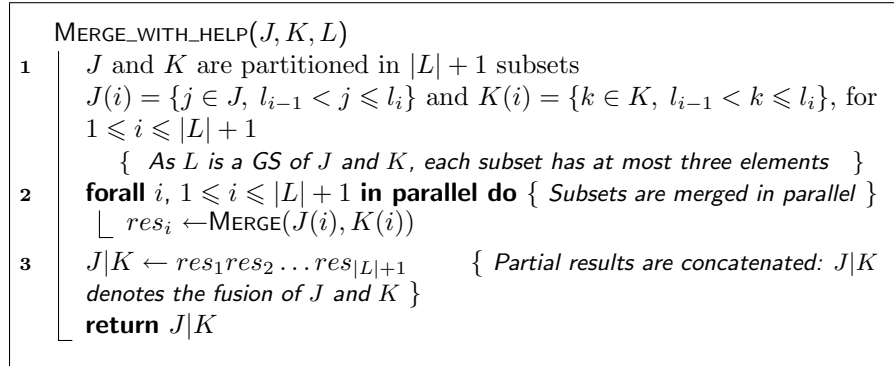 MERGE_WITH_HELP(J, K, L)
1 J and K are partitioned in |L| + 1 subsets
J(i) = {j ∈ J, l_{i−1} < j ⩽ l_i} and K(i) = {k ∈ K, l_{i−1} < k ⩽ l_i}, for
1 ⩽ i ⩽ |L| + 1
{ As L is a GS of J and K, each subset has at most three elements }
2 forall i, 1 ⩽ i ⩽ |L| + 1 in parallel do { Subsets are merged in parallel }
res_i ←MERGE(J(i), K(i))
3 J|K ← res_1res_2 … res_{|L|+1} { Partial results are concatenated: J|K
denotes the fusion of J and K }
return J|K